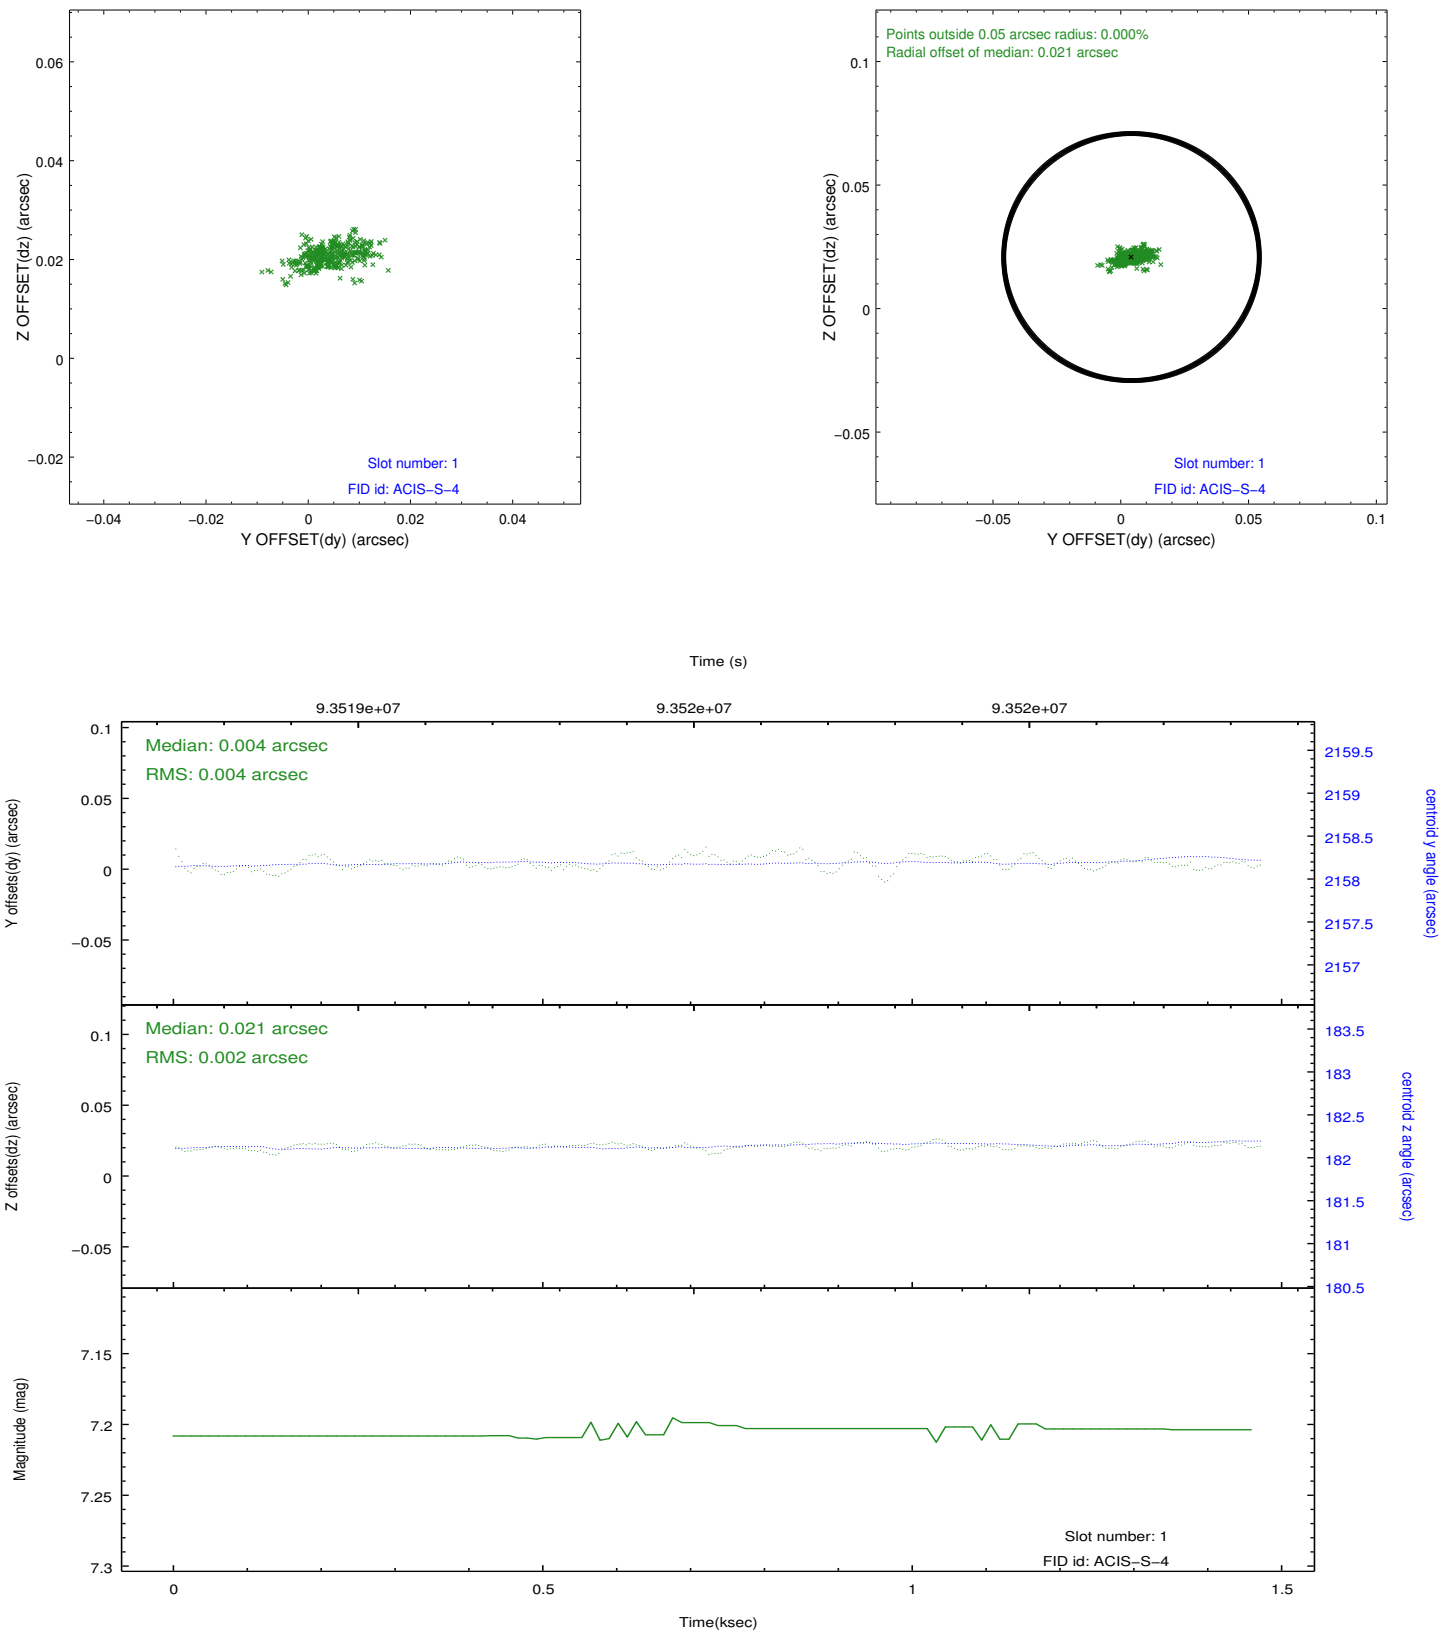 0.06
0.04
0.02
0
−0.02
Z OFFSET(dz) (arcsec)
Slot number: 1
FID id: ACIS−S−4
−0.04
−0.02
0
0.02
0.04
Y OFFSET(dy) (arcsec)
Points outside 0.05 arcsec radius: 0.000%
Radial offset of median: 0.021 arcsec
0.1
0.05
0
−0.05
Z OFFSET(dz) (arcsec)
Slot number: 1
FID id: ACIS−S−4
−0.05
0
0.05
0.1
Y OFFSET(dy) (arcsec)
Time (s)
9.3519e+07
9.352e+07
9.352e+07
Median: 0.004 arcsec
RMS: 0.004 arcsec
0.1
0.05
0
−0.05
Y offsets(dy) (arcsec)
2159.5
2159
2158.5
2158
2157.5
2157
centroid y angle (arcsec)
Median: 0.021 arcsec
RMS: 0.002 arcsec
0.1
0.05
0
−0.05
Z offsets(dz) (arcsec)
183.5
183
182.5
182
181.5
181
180.5
centroid z angle (arcsec)
7.15
7.2
7.25
7.3
Magnitude (mag)
Slot number: 1
FID id: ACIS−S−4
0
0.5
1
1.5
Time(ksec)